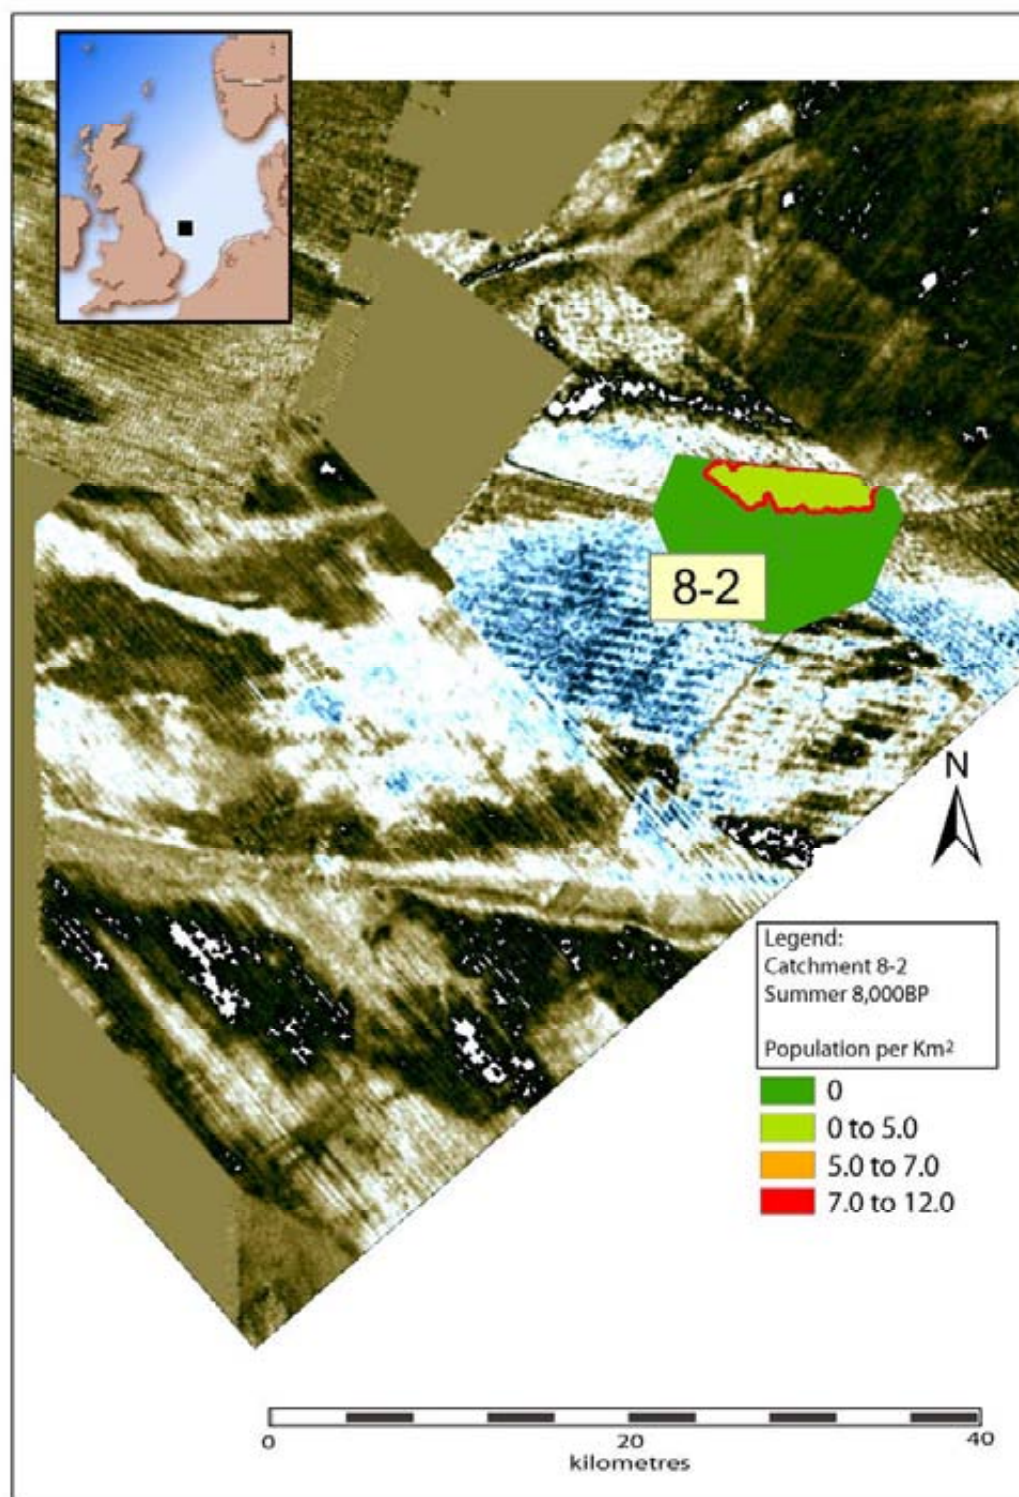 8-2
N
Legend:
Catchment 8-2
Summer 8,000BP
Population per Km²
0
0 to 5.0
5.0 to 7.0
7.0 to 12.0
0 20 40
kilometres